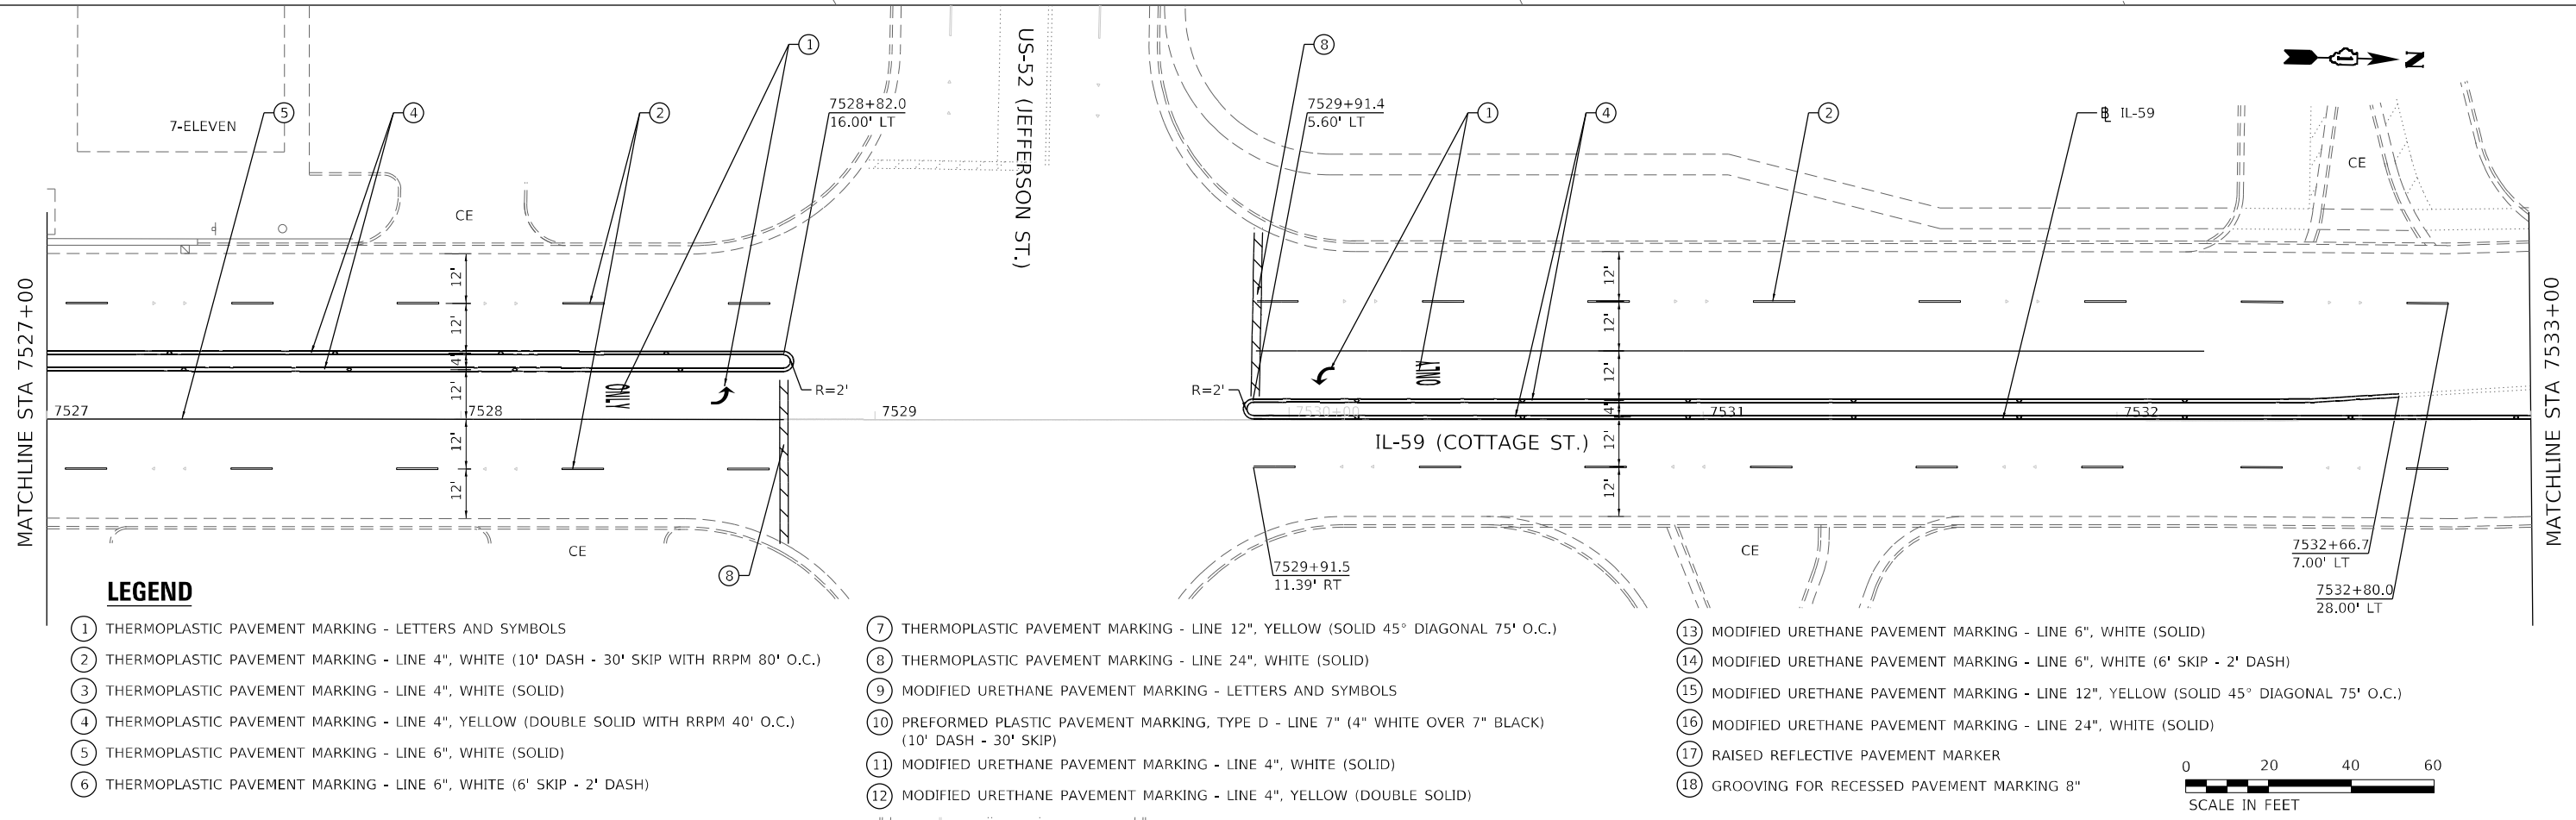 1
8
N
US-52 (JEFFERSON ST.)
7-ELEVEN
5
4
2
7528+82.0
16.00' LT
7529+91.4
5.60' LT
1
4
2
IL-59
CE
CE
MATCHLINE STA 7527+00
12'
12'
4'
12'
12'
12'
ONLY
R=2'
7527
7528
7529
R=2'
ONLY
12'
12'
12'
4'
12'
12'
7530+00
7531
7532
IL-59 (COTTAGE ST.)
MATCHLINE STA 7533+00
CE
8
CE
7529+91.5
11.39' RT
7532+66.7
7.00' LT
7532+80.0
28.00' LT
LEGEND
1 THERMOPLASTIC PAVEMENT MARKING - LETTERS AND SYMBOLS
2 THERMOPLASTIC PAVEMENT MARKING - LINE 4", WHITE (10' DASH - 30' SKIP WITH RRPM 80' O.C.)
3 THERMOPLASTIC PAVEMENT MARKING - LINE 4", WHITE (SOLID)
4 THERMOPLASTIC PAVEMENT MARKING - LINE 4", YELLOW (DOUBLE SOLID WITH RRPM 40' O.C.)
5 THERMOPLASTIC PAVEMENT MARKING - LINE 6", WHITE (SOLID)
6 THERMOPLASTIC PAVEMENT MARKING - LINE 6", WHITE (6' SKIP - 2' DASH)
7 THERMOPLASTIC PAVEMENT MARKING - LINE 12", YELLOW (SOLID 45° DIAGONAL 75' O.C.)
8 THERMOPLASTIC PAVEMENT MARKING - LINE 24", WHITE (SOLID)
9 MODIFIED URETHANE PAVEMENT MARKING - LETTERS AND SYMBOLS
10 PREFORMED PLASTIC PAVEMENT MARKING, TYPE D - LINE 7" (4" WHITE OVER 7" BLACK)
(10' DASH - 30' SKIP)
11 MODIFIED URETHANE PAVEMENT MARKING - LINE 4", WHITE (SOLID)
12 MODIFIED URETHANE PAVEMENT MARKING - LINE 4", YELLOW (DOUBLE SOLID)
13 MODIFIED URETHANE PAVEMENT MARKING - LINE 6", WHITE (SOLID)
14 MODIFIED URETHANE PAVEMENT MARKING - LINE 6", WHITE (6' SKIP - 2' DASH)
15 MODIFIED URETHANE PAVEMENT MARKING - LINE 12", YELLOW (SOLID 45° DIAGONAL 75' O.C.)
16 MODIFIED URETHANE PAVEMENT MARKING - LINE 24", WHITE (SOLID)
17 RAISED REFLECTIVE PAVEMENT MARKER
18 GROOVING FOR RECESSED PAVEMENT MARKING 8"
0 20 40 60
SCALE IN FEET